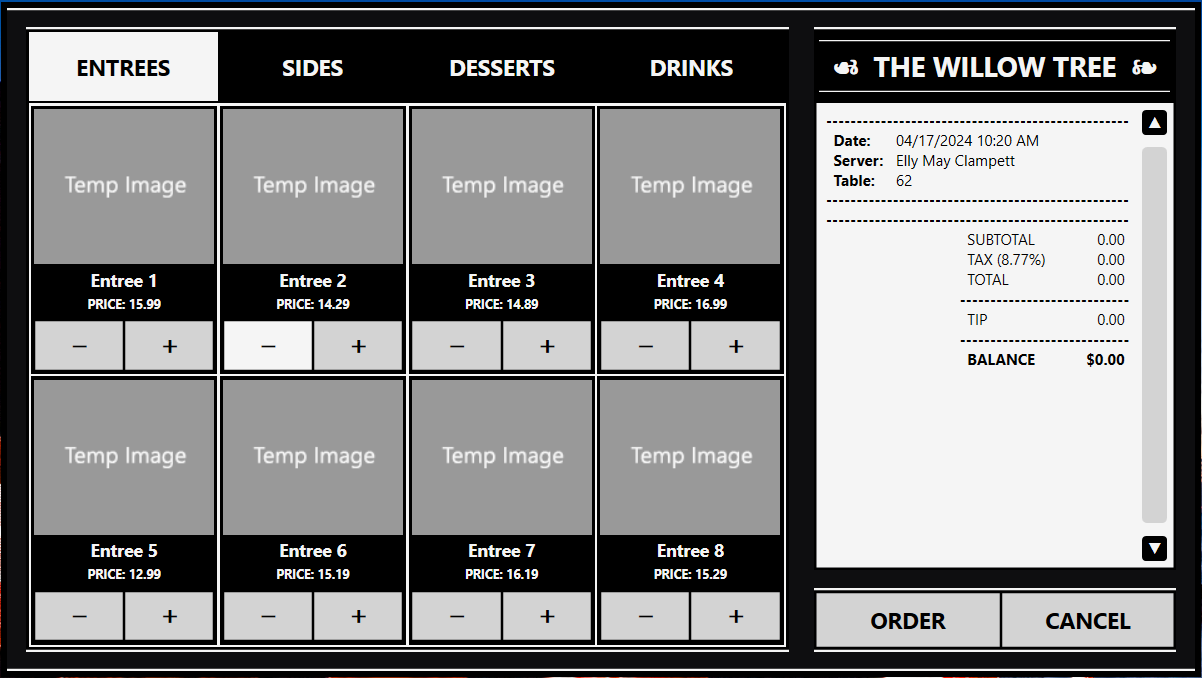 ENTREES SIDES DESSERTS DRINKS
Temp Image Temp Image Temp Image Temp Image
Entree 1 Entree 2 Entree 3 Entree 4
PRICE: 15.99 PRICE: 14.29 PRICE: 14.89 PRICE: 16.99
− + − + − + − +
Temp Image Temp Image Temp Image Temp Image
Entree 5 Entree 6 Entree 7 Entree 8
PRICE: 12.99 PRICE: 15.19 PRICE: 16.19 PRICE: 15.29
− + − + − + − +
THE WILLOW TREE
Date: 04/17/2024 10:20 AM
Server: Elly May Clampett
Table: 62
SUBTOTAL 0.00
TAX (8.77%) 0.00
TOTAL 0.00
TIP 0.00
BALANCE $0.00
ORDER CANCEL